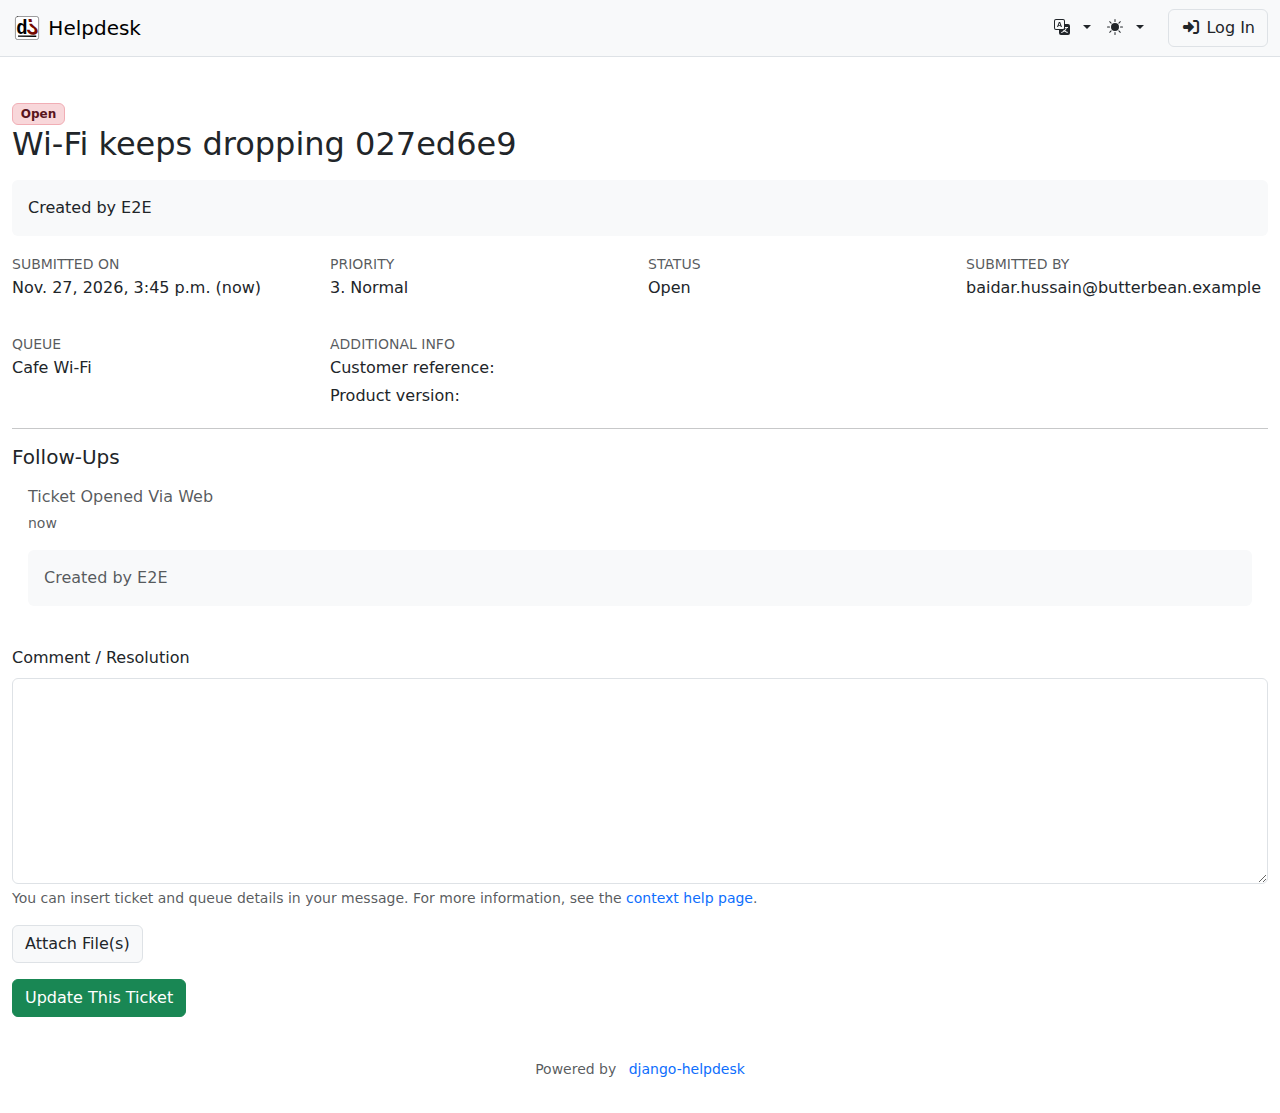 Helpdesk
Log In
Open
Wi-Fi keeps dropping 027ed6e9
Created by E2E
SUBMITTED ON
Nov. 27, 2026, 3:45 p.m. (now)
PRIORITY
3. Normal
STATUS
Open
SUBMITTED BY
baidar.hussain@butterbean.example
QUEUE
Cafe Wi-Fi
ADDITIONAL INFO
Customer reference:
Product version:
Follow-Ups
Ticket Opened Via Web
now
Created by E2E
Comment / Resolution
You can insert ticket and queue details in your message. For more information, see the context help page.
Attach File(s)
Update This Ticket
Powered by django-helpdesk